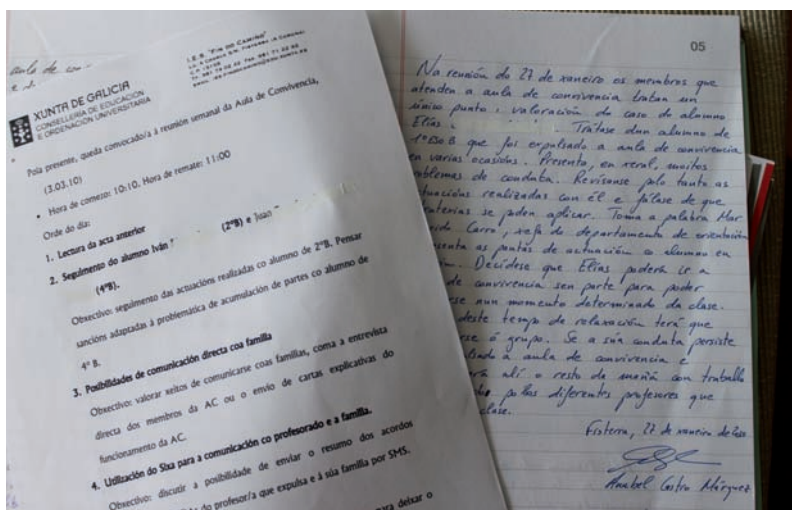 aula de con-
e
XUNTA DE GALICIA
CONSELLERIA DE EDUCACIÓN
E ORDENACIÓN UNIVERSITARIA
I.E.S. "FIN DO CAMIÑO"
Pola presente, queda convocado/a á reunión semanal da Aula de Convivencia,
(3.03.10)
• Hora de comezo: 10:10. Hora de remate: 11:00
Orde do día:
1. Lectura da acta anterior
2. Seguimento do alumno Iván (2ºB) e Juan
(4ºB).
Obxectivo: seguimento das actuacións realizadas co alumno de 2ºB. Pensar
sancións adaptadas á problemática de acumulación de partes co alumno de
4º B.
3. Posibilidades de comunicación directa coa familia
Obxectivo: valorar xeitos de comunicarse coas familias, coma a entrevista
directa dos membros da AC ou o envío de cartas explicativas do
funcionamento da AC.
4. Utilización do Sixa para a comunicación co profesorado e a familia.
Obxectivo: discutir a posibilidade de enviar o resumo dos acordos
do profesor/a que expulsa e á súa familia por SMS.
para deixar o
05
Na reunión do 27 de xaneiro os membros que
atenden a aula de convivencia tratan un
único punto: valoración do caso do alumno
Elías . Trátase dun alumno de
1º ESO B que foi expulsado a aula de convivencia
en varias ocasións. Presenta, en xeral, moitos
problemas de conduta. Revísanse polo tanto as
actuacións realizadas con él e fálase de que
se poden aplicar. Toma a palabra Mar
Carro, xefa do departamento de orientación
as pautas de actuación co alumno en
Decídese que Elías poderá ir a
de convivencia sen parte para poder
nun momento determinado da clase.
deste tempo de relaxación terá que
ó grupo. Se a súa conduta persiste
a aula de convivencia e
alí o resto da mañá con traballo
polos diferentes profesores que
clase.
Fisterra, 27 de xaneiro de
Anabel Castro Márquez